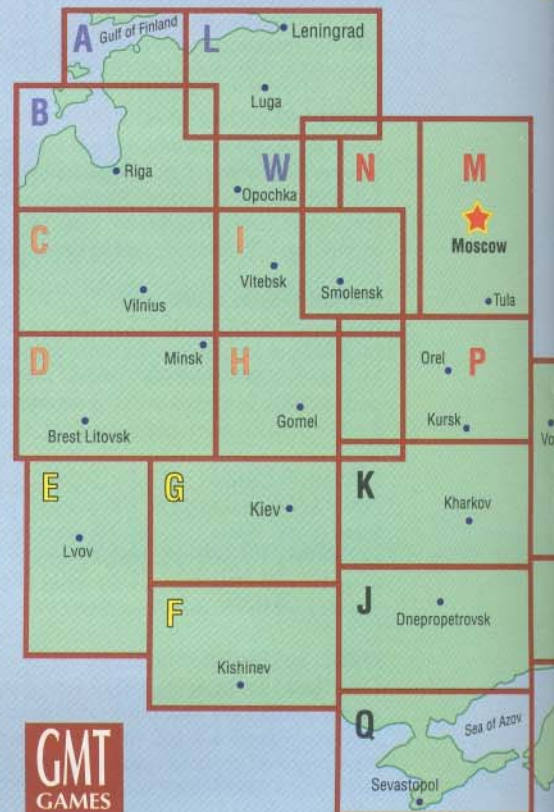 A
Gulf of Finland
L
Leningrad
Luga
B
Riga
W
Opochka
N
M
Moscow
Tula
C
Vilnius
I
Vitebsk
Smolensk
D
Minsk
Brest Litovsk
H
Gomel
Orel
P
Kursk
Vo
E
Lvov
G
Kiev
K
Kharkov
F
Kishinev
J
Dnepropetrovsk
Q
Sea of Azov
Sevastopol
GMT
GAMES